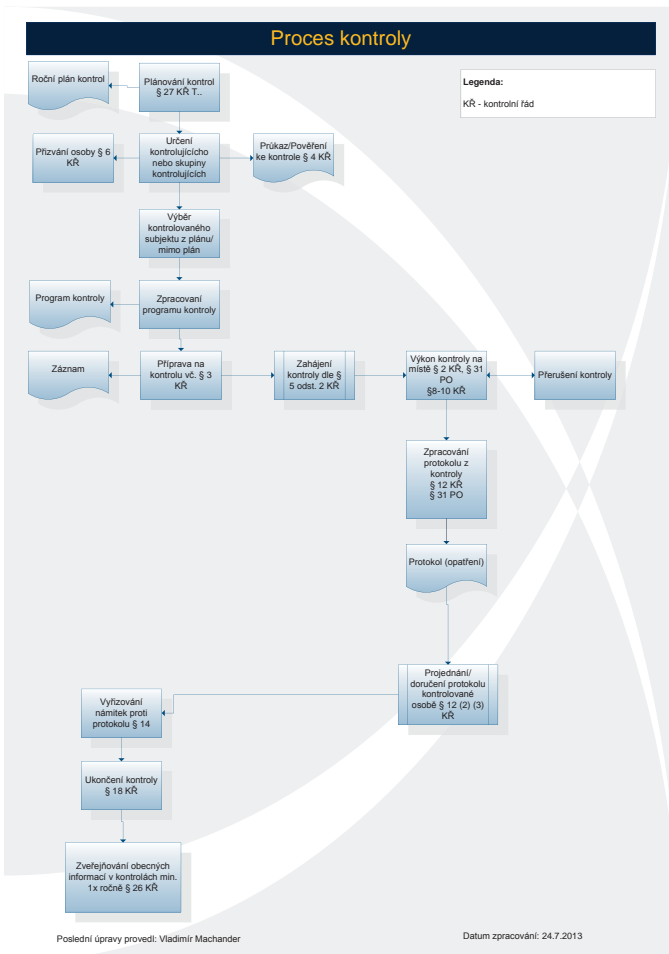 Proces kontroly
Roční plán kontrol
Plánování kontrol
§ 27 KŘ T..
Legenda:
KŘ - kontrolní řád
Přizvání osoby § 6
KŘ
Určení
kontrolujícícho
nebo skupiny
kontrolujících
Průkaz/Pověření
ke kontrole § 4 KŘ
Výběr
kontrolovaného
subjektu z plánu/
mimo plán
Program kontroly
Zpracovaní
programu kontroly
Záznam
Příprava na
kontrolu vč. § 3
KŘ
Zahájení
kontroly dle §
5 odst. 2 KŘ
Výkon kontroly na
místě § 2 KŘ, § 31
PO
§8-10 KŘ
Přerušení kontroly
Zpracování
protokolu z
kontroly
§ 12 KŘ
§ 31 PO
Protokol (opatření)
Projednání/
doručení protokolu
kontrolované
osobě § 12 (2) (3)
KŘ
Vyřizování
námitek proti
protokolu § 14
Ukončení kontroly
§ 18 KŘ
Zveřejňování obecných
informací v kontrolách min.
1x ročně § 26 KŘ
Poslední úpravy provedl: Vladimír Machander
Datum zpracování: 24.7.2013